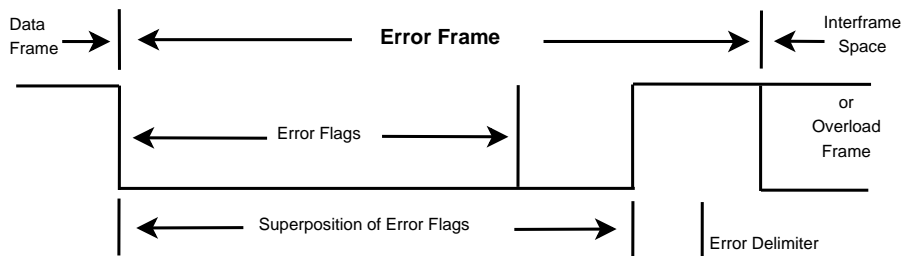 Data
Frame
Error Frame
Interframe
Space
Error Flags
or
Overload
Frame
Superposition of Error Flags
Error Delimiter